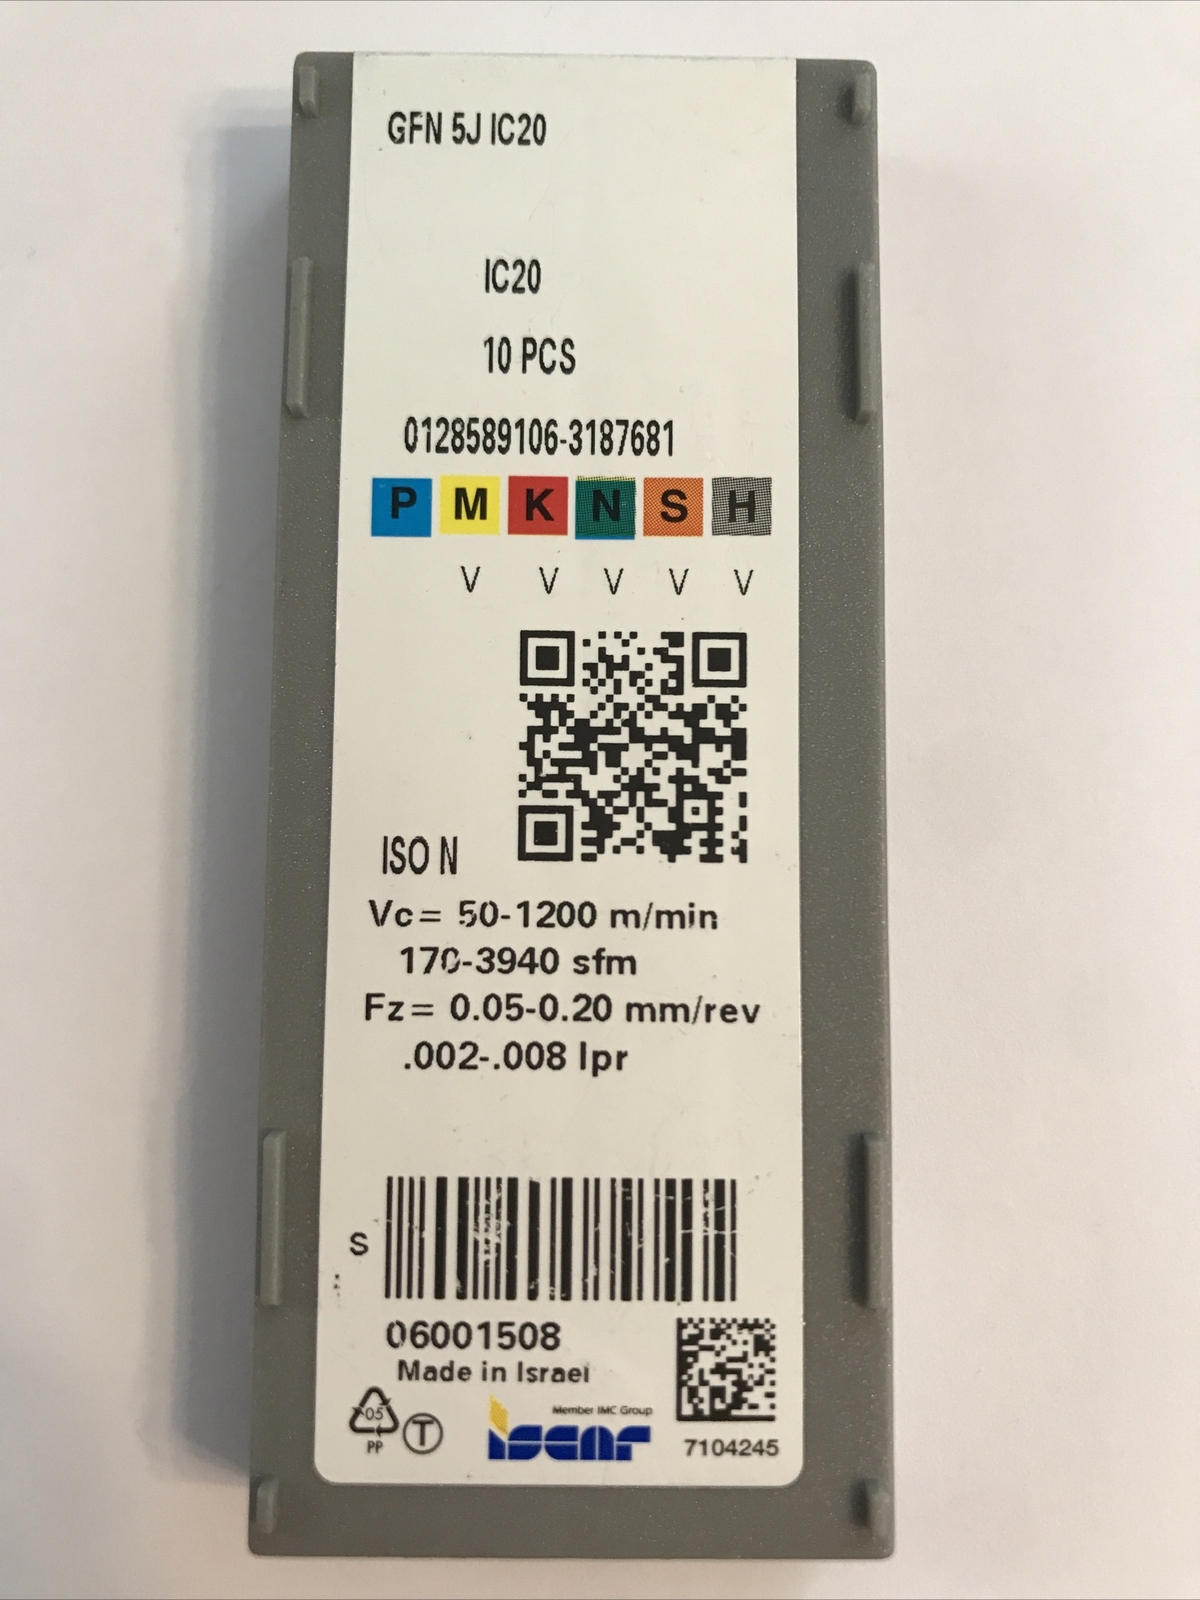 GFN 5J IC20
IC20
10 PCS
0128589106-3187681
P M K N S H
V V V V V
ISO N
Vc= 50-1200 m/min
170-3940 sfm
Fz= 0.05-0.20 mm/rev
.002-.008 Ipr
S
06001508
Made in Israel
05
PP
T
Member IMC Group
iscar
7104245